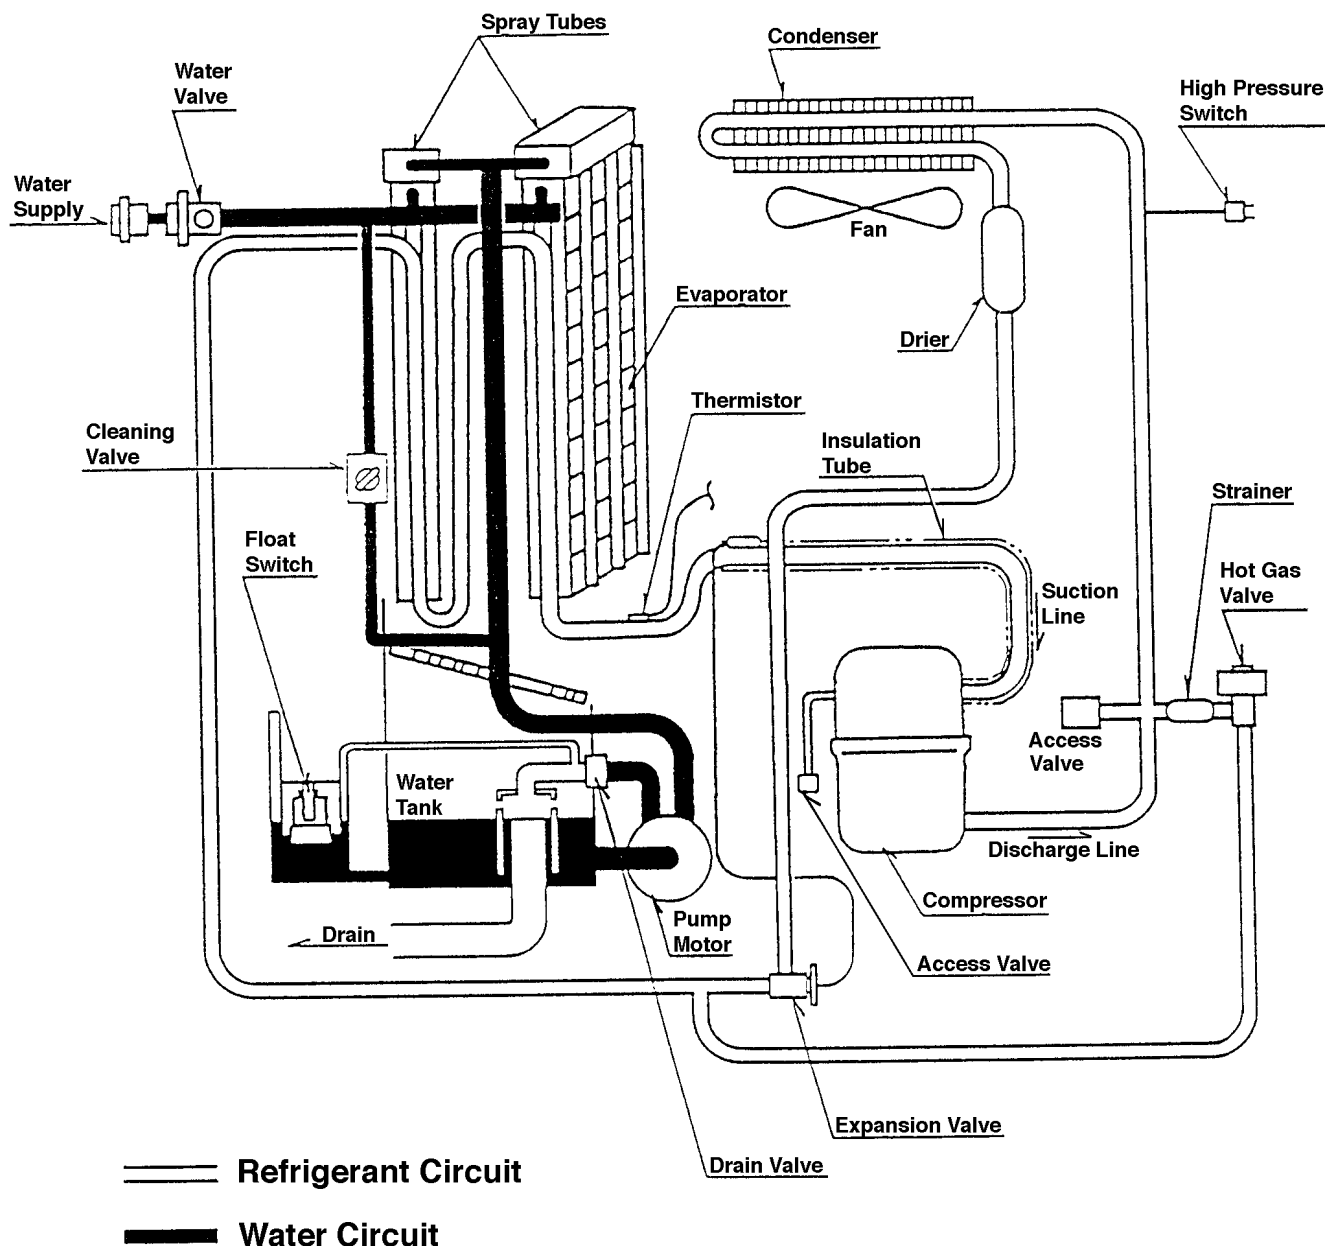 Spray Tubes
Condenser
Water
Valve
High Pressure
Switch
Water
Supply
Fan
Evaporator
Drier
Thermistor
Cleaning
Valve
Insulation
Tube
Strainer
Float
Switch
Hot Gas
Valve
Suction
Line
Access
Valve
Water
Tank
Discharge Line
Compressor
Drain
Pump
Motor
Access Valve
Expansion Valve
Drain Valve
Refrigerant Circuit
Water Circuit